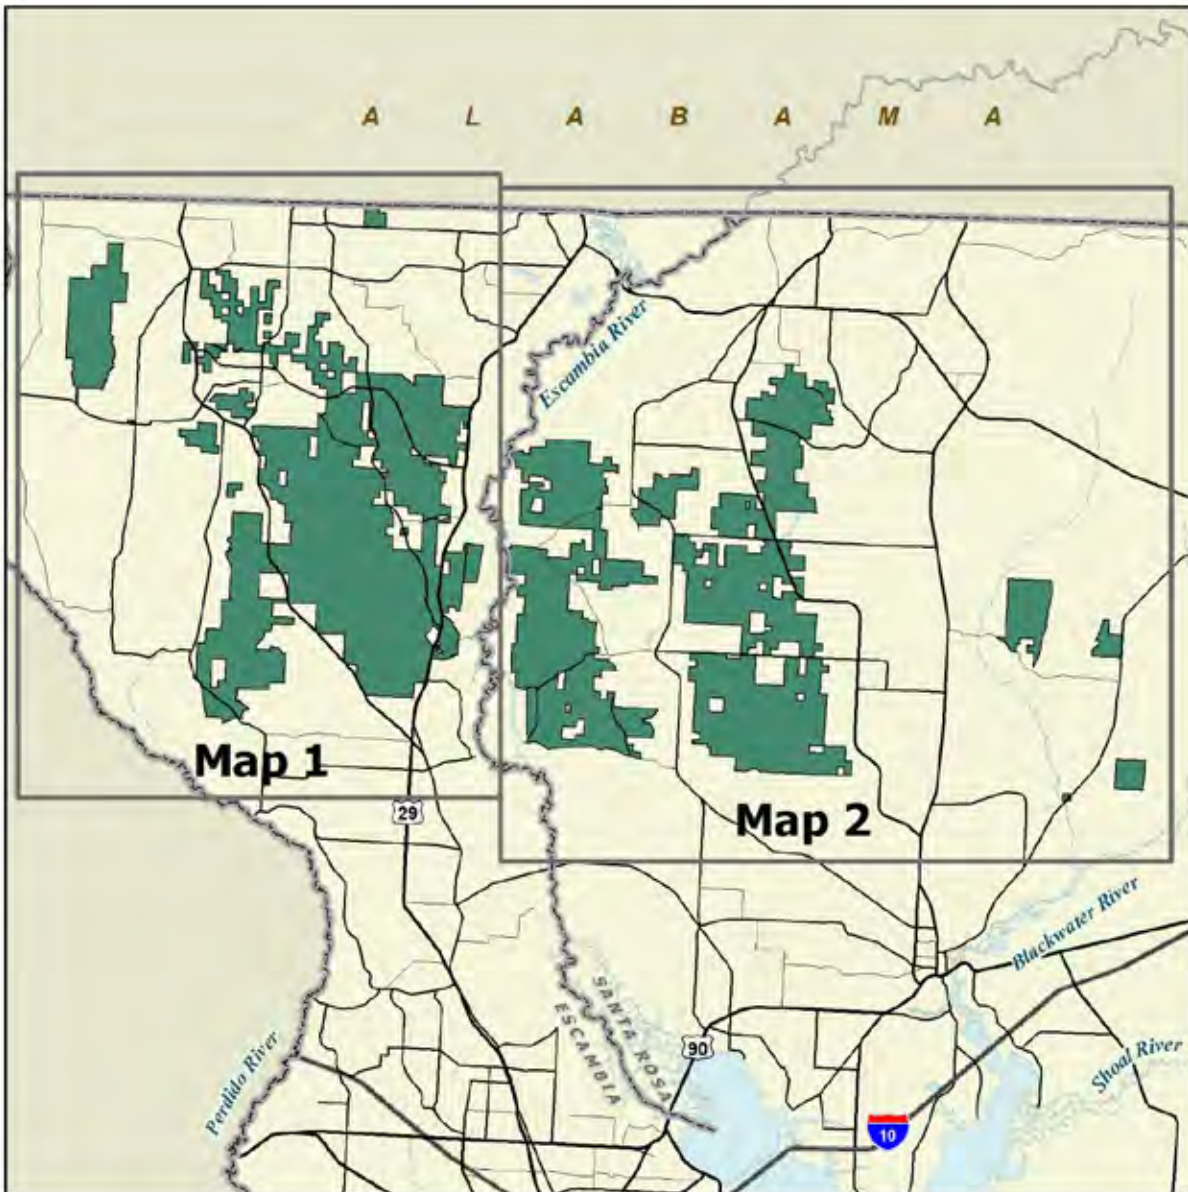 A L A B A M A
Escambia River
Map 1
Map 2
29
Blackwater River
SANTA ROSA
ESCAMBIA
90
Perdido River
Shoal River
10